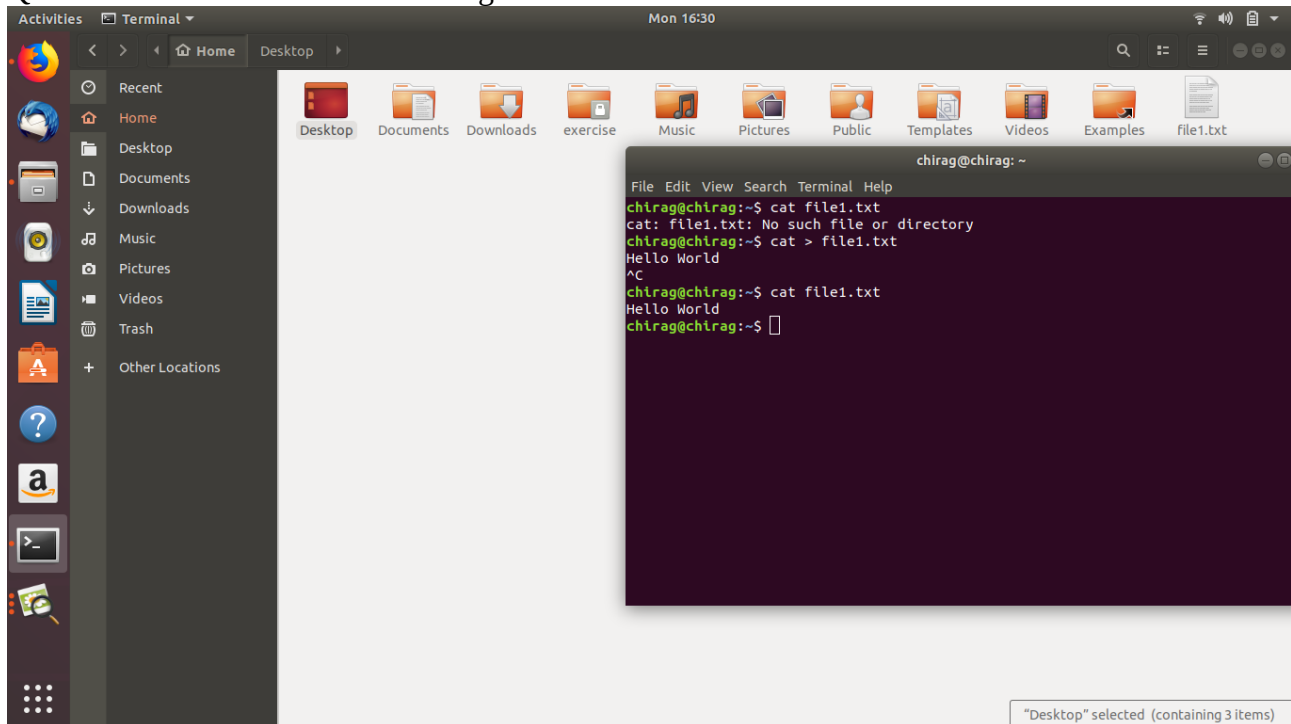 Activities Terminal Mon 16:30
Home Desktop
Recent
Home
Desktop
Documents
Downloads
Music
Pictures
Videos
Trash
+ Other Locations
Desktop Documents Downloads exercise Music Pictures Public Templates Videos Examples file1.txt
chirag@chirag: ~
File Edit View Search Terminal Help
chirag@chirag:~$ cat file1.txt
cat: file1.txt: No such file or directory
chirag@chirag:~$ cat > file1.txt
Hello World
^C
chirag@chirag:~$ cat file1.txt
Hello World
chirag@chirag:~$
"Desktop" selected (containing 3 items)